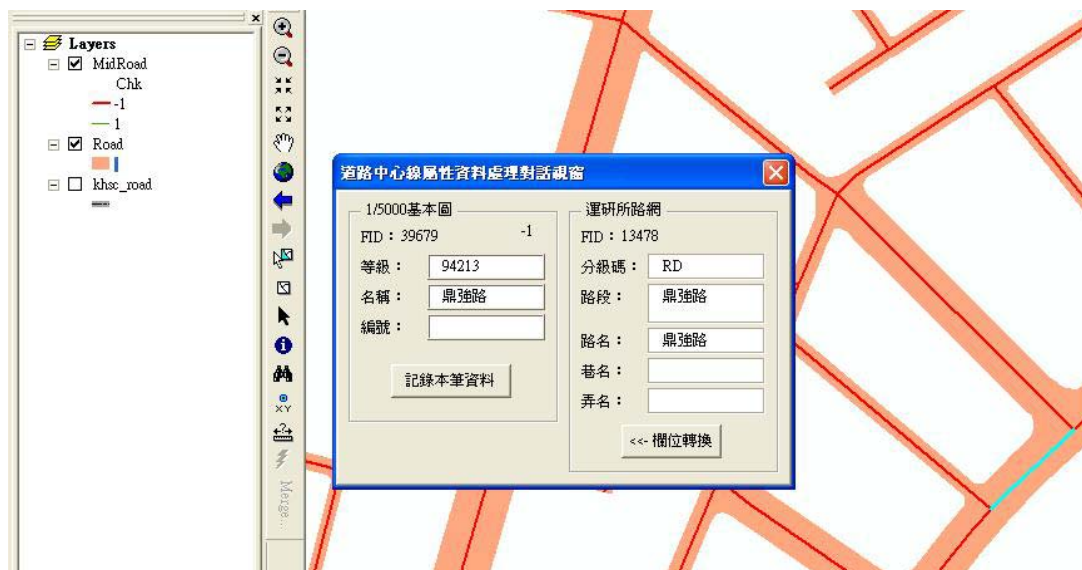 Layers
MidRoad
Chk
-1
1
Road
khsc_road
XY
Merge...
道路中心線屬性資料處理對話視窗
1/5000基本圖
FID：39679 -1
等級： 94213
名稱： 鼎強路
編號：
記錄本筆資料
運研所路網
FID：13478
分級碼： RD
路段： 鼎強路
路名： 鼎強路
巷名：
弄名：
<<- 欄位轉換